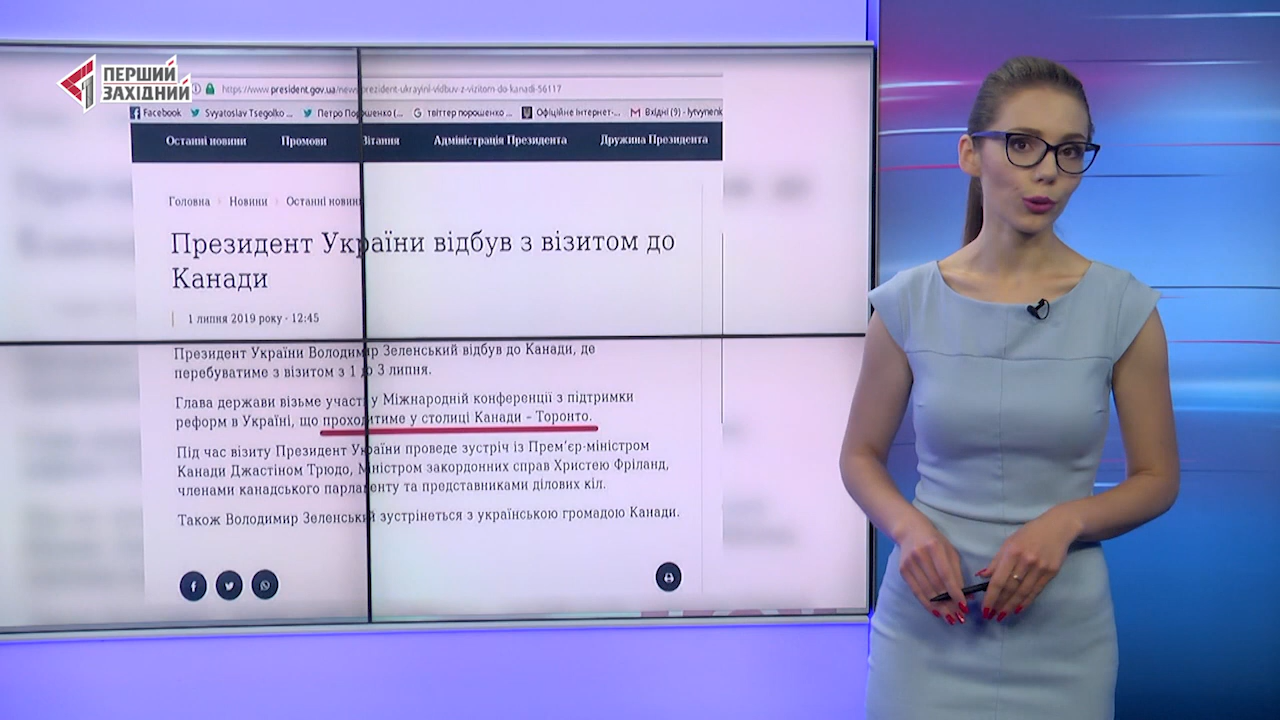 ПЕРШИЙ
ЗАХІДНИЙ
https://www.president.gov.ua/news/prezident-ukrayini-vidbuv-z-vizitom-do-kanadi-56117
Facebook Svyatoslav Tsegolko ... Петро Порошенко (... твіттер порошенко ... Офіційне інтернет-... Вхідні (9) - lytvynenk
Останні новини Промови Вітання Адміністрація Президента Дружина Президента
Головна Новини Останні новини
Президент України відбув з візитом до
Канади
1 липня 2019 року - 12:45
Президент України Володимир Зеленський відбув до Канади, де
перебуватиме з візитом з 1 до 3 липня.
Глава держави візьме участь у Міжнародній конференції з підтримки
реформ в Україні, що проходитиме у столиці Канади – Торонто.
Під час візиту Президент України проведе зустріч із Прем’єр-міністром
Канади Джастіном Трюдо, Міністром закордонних справ Христею Фріланд,
членами канадського парламенту та представниками ділових кіл.
Також Володимир Зеленський зустрінеться з українською громадою Канади.